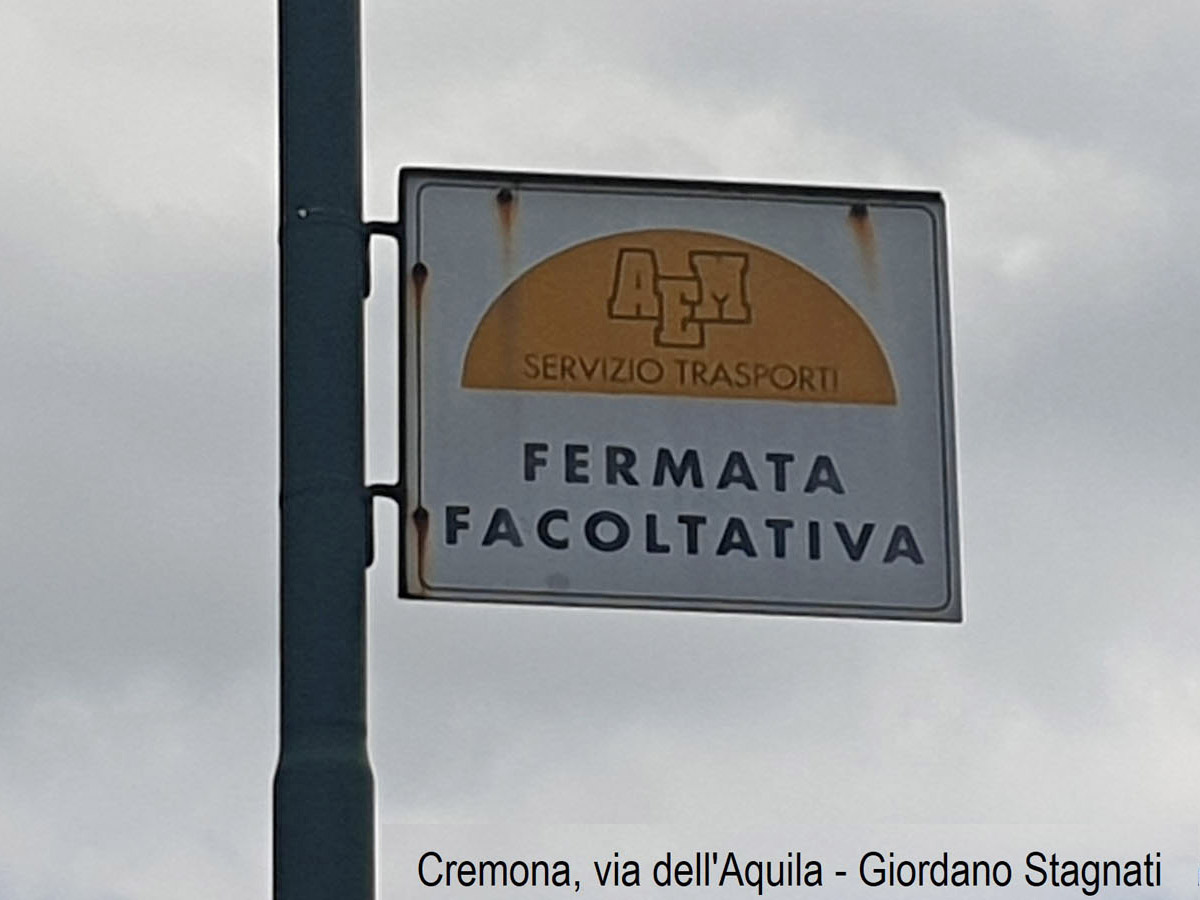 AEM
SERVIZIO TRASPORTI
FERMATA
FACOLTATIVA
Cremona, via dell'Aquila - Giordano Stagnati